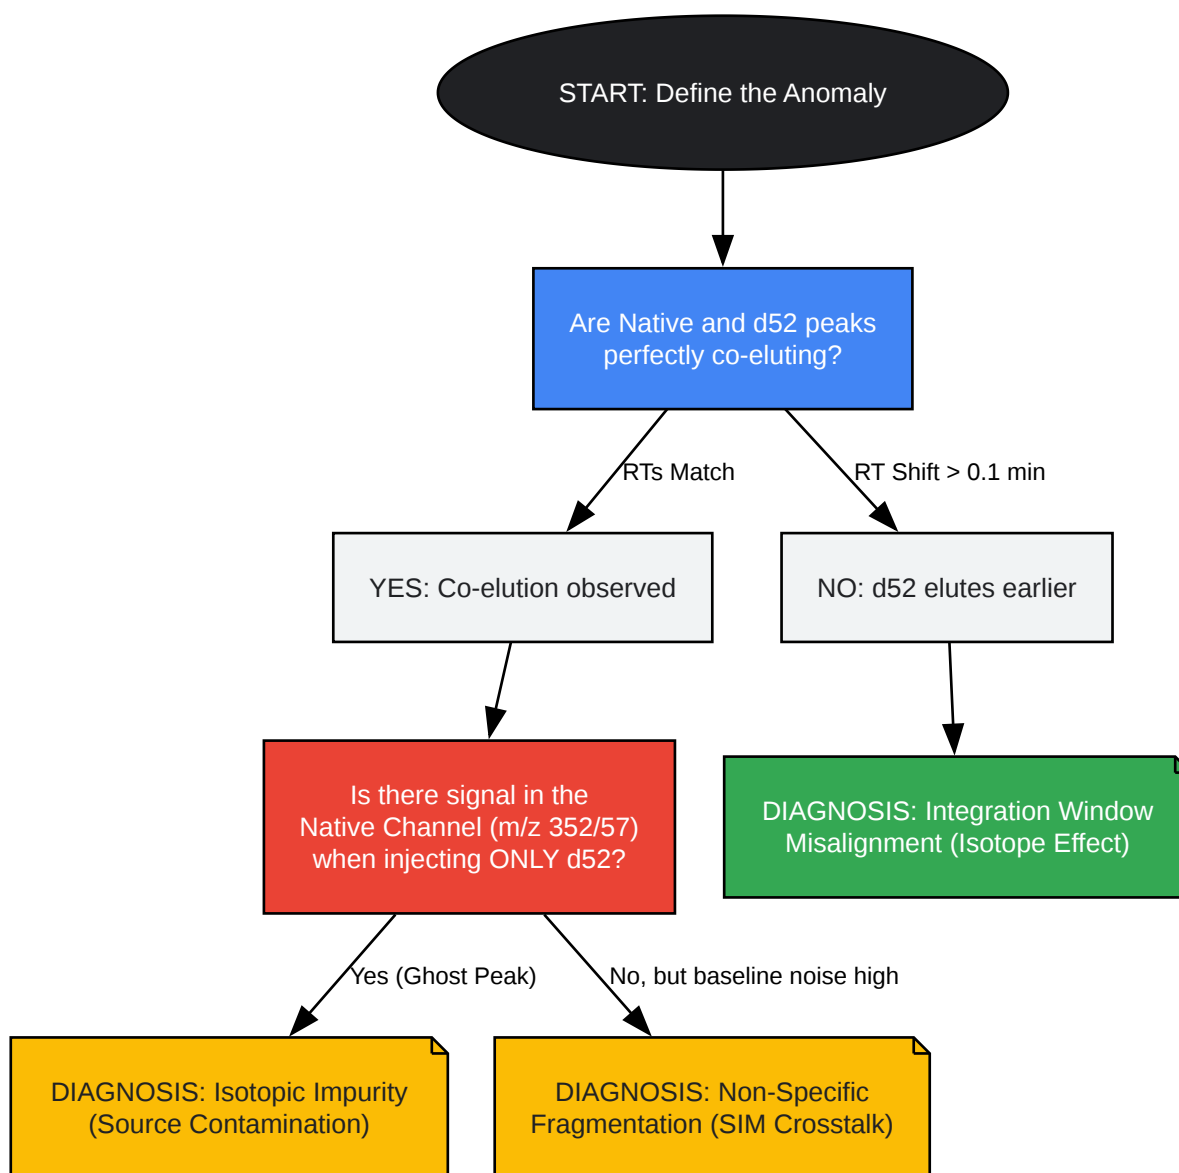 START: Define the Anomaly
Are Native and d52 peaks
perfectly co-eluting?
RTs Match
RT Shift > 0.1 min
YES: Co-elution observed
NO: d52 elutes earlier
Is there signal in the
Native Channel (m/z 352/57)
when injecting ONLY d52?
DIAGNOSIS: Integration Window
Misalignment (Isotope Effect)
Yes (Ghost Peak)
No, but baseline noise high
DIAGNOSIS: Isotopic Impurity
(Source Contamination)
DIAGNOSIS: Non-Specific
Fragmentation (SIM Crosstalk)